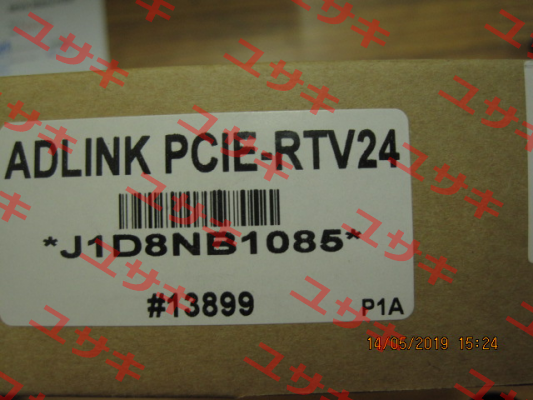 ADLINK PCIE-RTV24
*J1D8NB1085*
#13899
P1A
14/05/2019 15:24
ユサキ